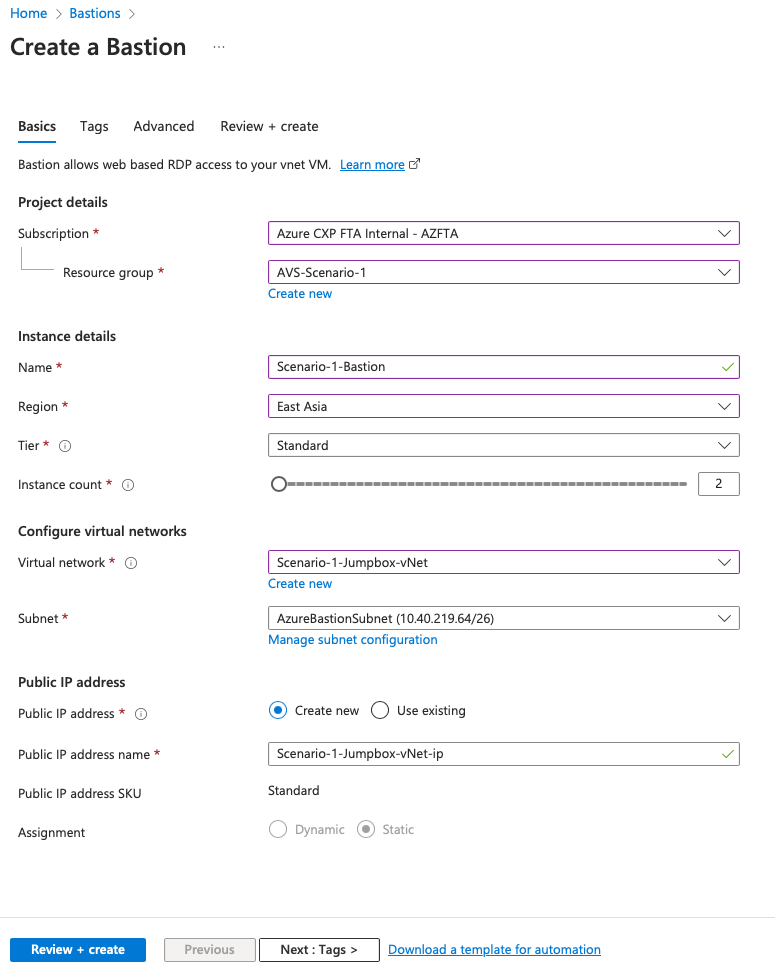 Home > Bastions >
Create a Bastion ...
Basics Tags Advanced Review + create
Bastion allows web based RDP access to your vnet VM. Learn more
Project details
Subscription * Azure CXP FTA Internal - AZFTA
Resource group * AVS-Scenario-1
Create new
Instance details
Name * Scenario-1-Bastion
Region * East Asia
Tier * Standard
Instance count * 2
Configure virtual networks
Virtual network * Scenario-1-Jumpbox-vNet
Create new
Subnet * AzureBastionSubnet (10.40.219.64/26)
Manage subnet configuration
Public IP address
Public IP address * Create new Use existing
Public IP address name * Scenario-1-Jumpbox-vNet-ip
Public IP address SKU Standard
Assignment Dynamic Static
Review + create Previous Next : Tags > Download a template for automation